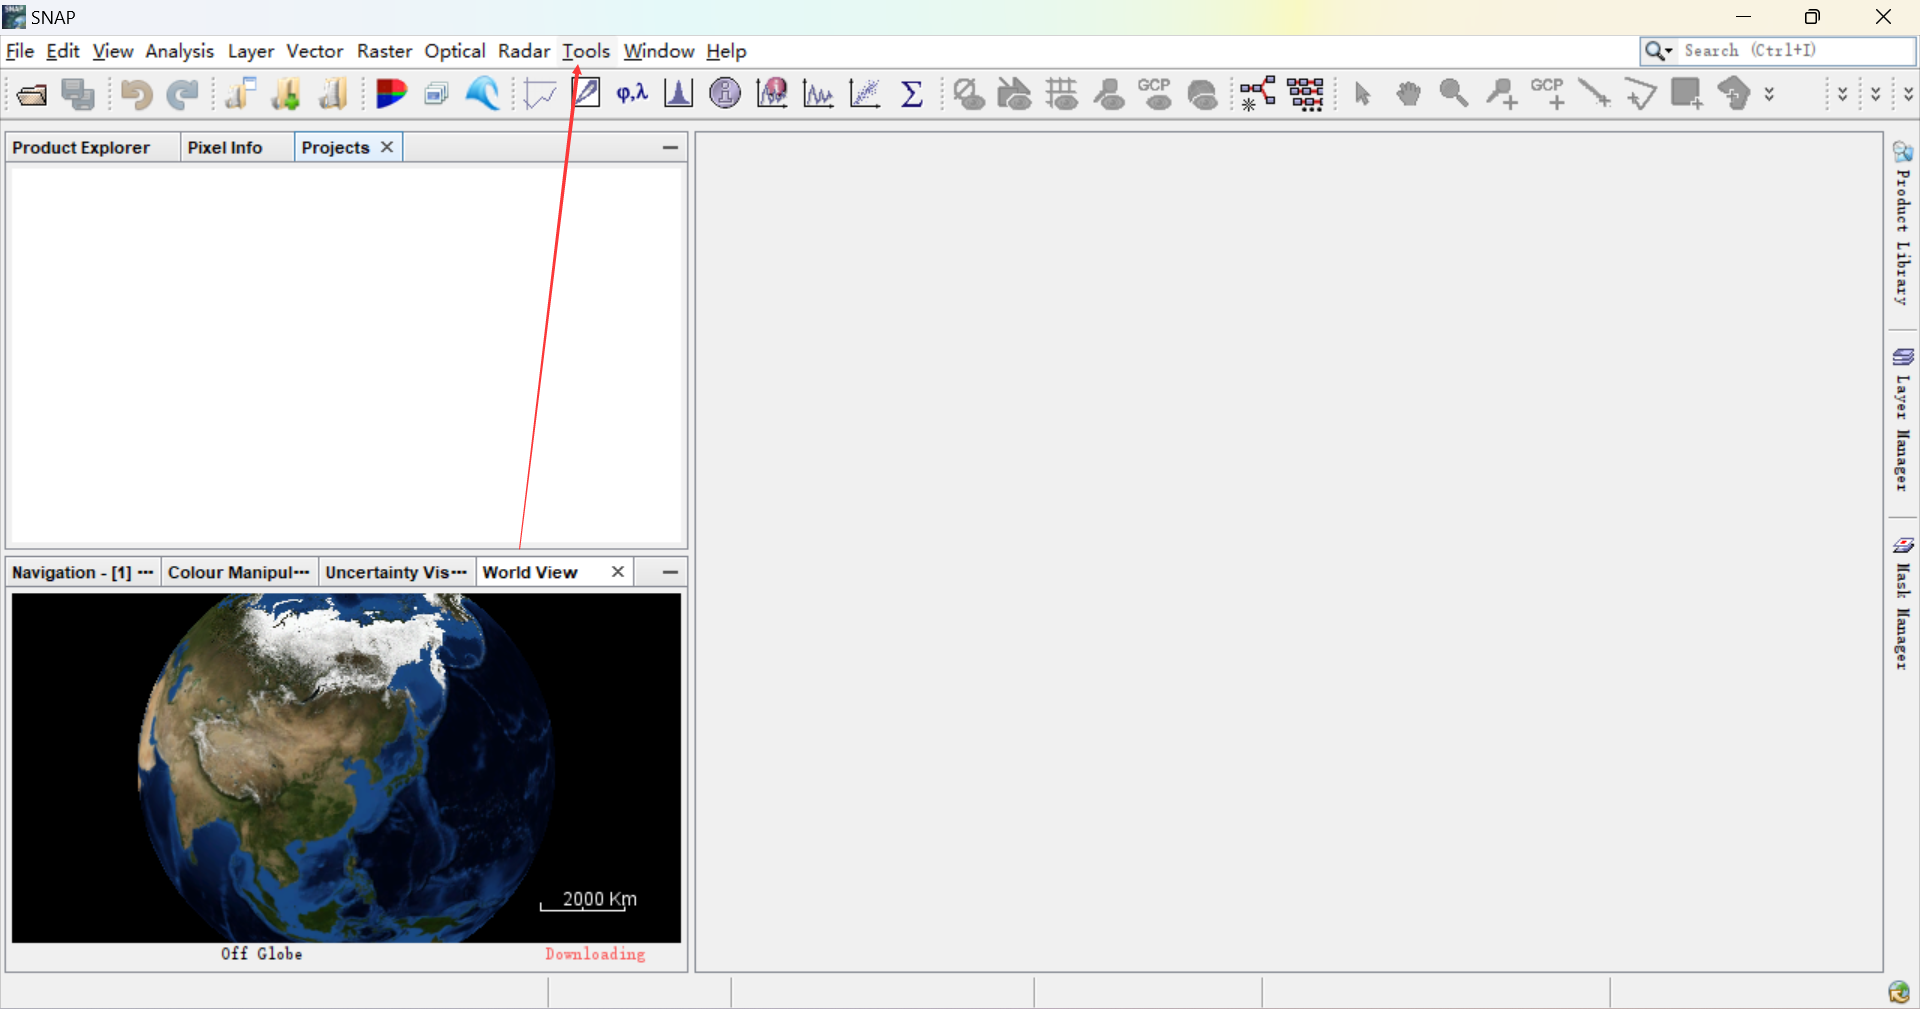 SNAP
File Edit View Analysis Layer Vector Raster Optical Radar Tools Window Help
Search (Ctrl+I)
φ,λ
GCP
GCP
Product Explorer Pixel Info Projects
Product Library
Layer Manager
Mask Manager
Navigation - [1] ··· Colour Manipul··· Uncertainty Vis··· World View
2000 Km
Off Globe Downloading